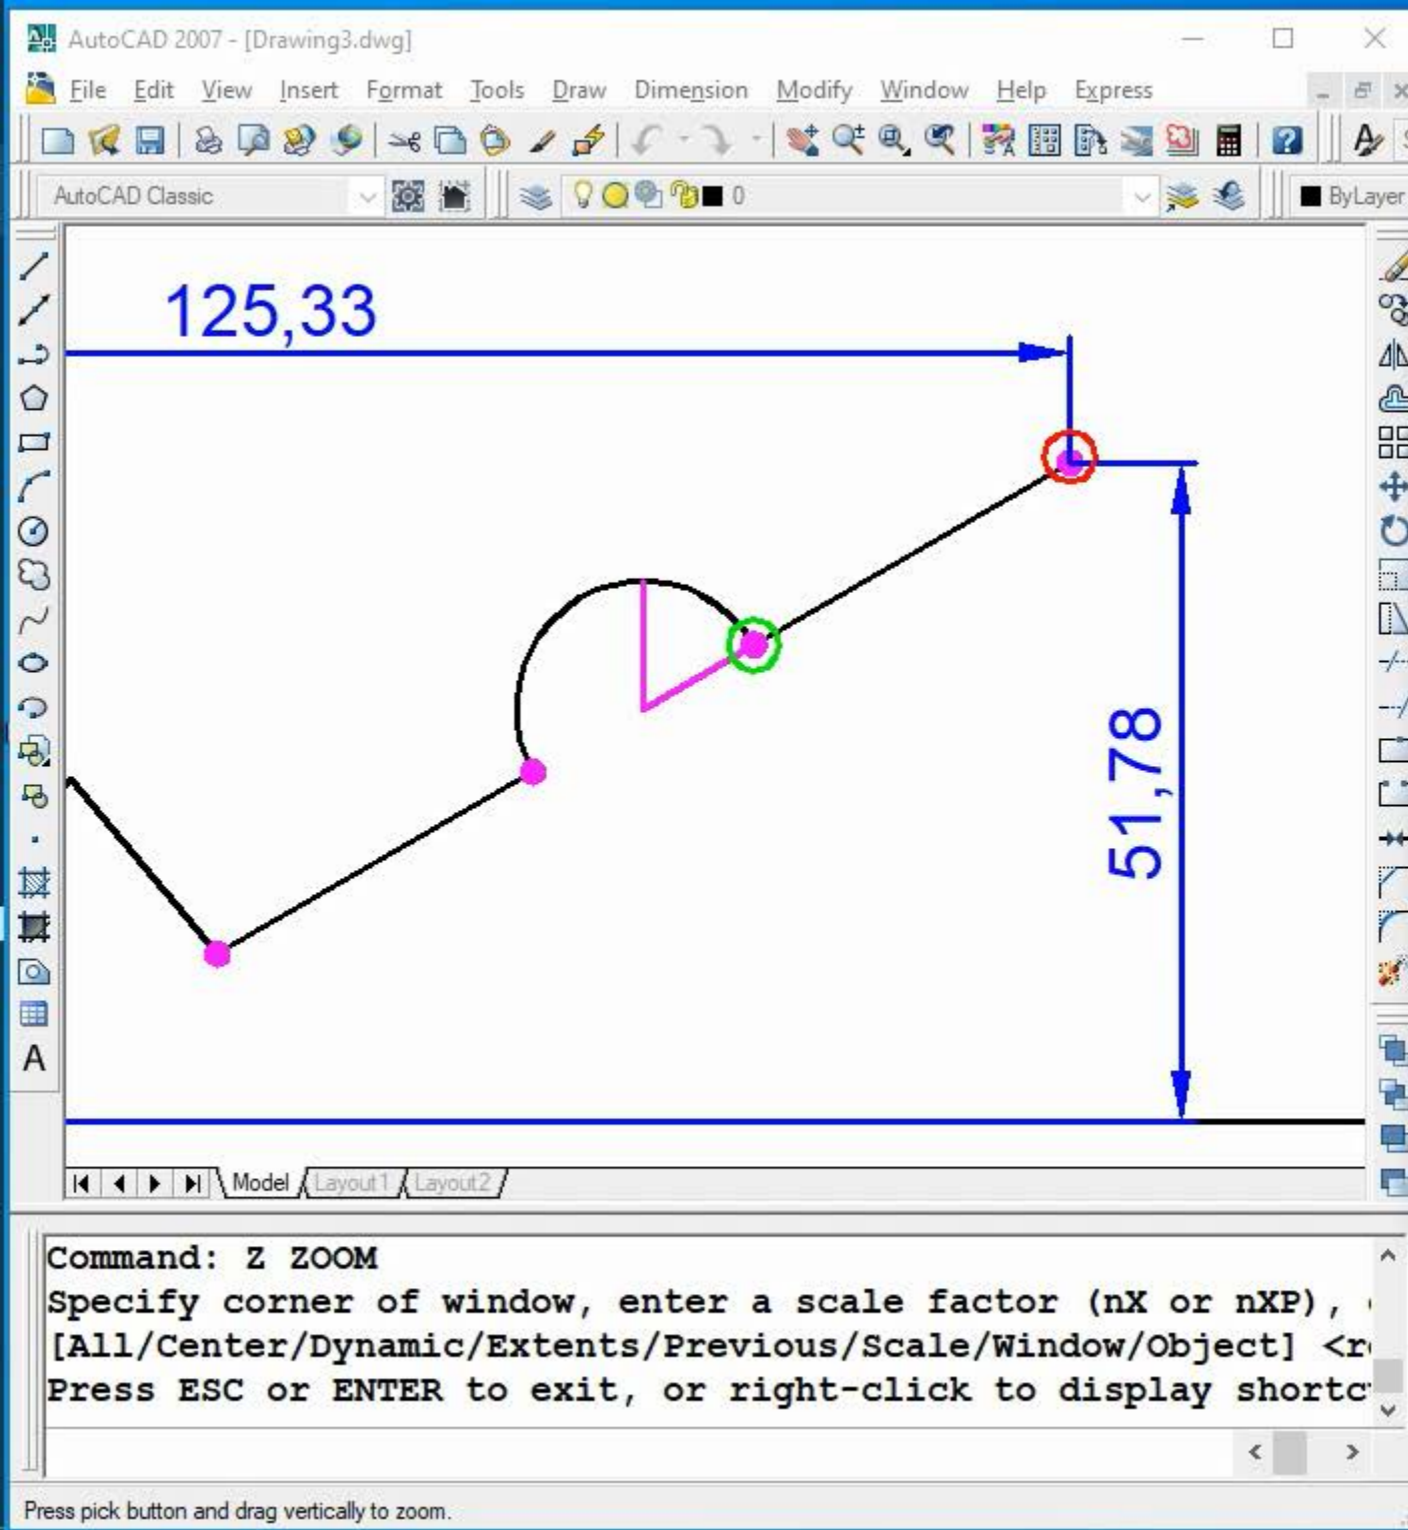 AutoCAD 2007 - [Drawing3.dwg]
File Edit View Insert Format Tools Draw Dimension Modify Window Help Express
AutoCAD Classic 0 ByLayer
125,33
51,78
A
Model Layout1 Layout2
Command: Z ZOOM
Specify corner of window, enter a scale factor (nX or nXP),
[All/Center/Dynamic/Extents/Previous/Scale/Window/Object]
Press ESC or ENTER to exit, or right-click to display
Press pick button and drag vertically to zoom.